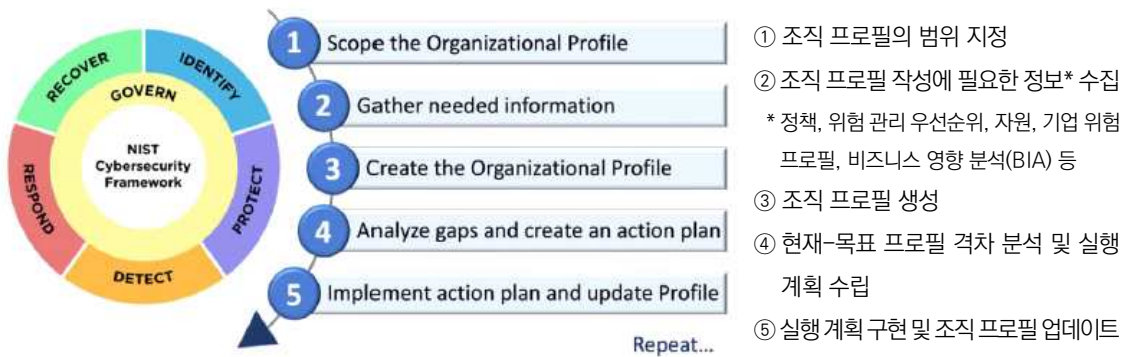 RECOVER
IDENTIFY
GOVERN
NIST
Cybersecurity
Framework
RESPOND
PROTECT
DETECT
1 Scope the Organizational Profile
2 Gather needed information
3 Create the Organizational Profile
4 Analyze gaps and create an action plan
5 Implement action plan and update Profile
Repeat...
① 조직 프로필의 범위 지정
② 조직 프로필 작성에 필요한 정보* 수집
* 정책, 위험 관리 우선순위, 자원, 기업 위험
프로필, 비즈니스 영향 분석(BIA) 등
③ 조직 프로필 생성
④ 현재-목표 프로필 격차 분석 및 실행
계획 수립
⑤ 실행 계획 구현 및 조직 프로필 업데이트